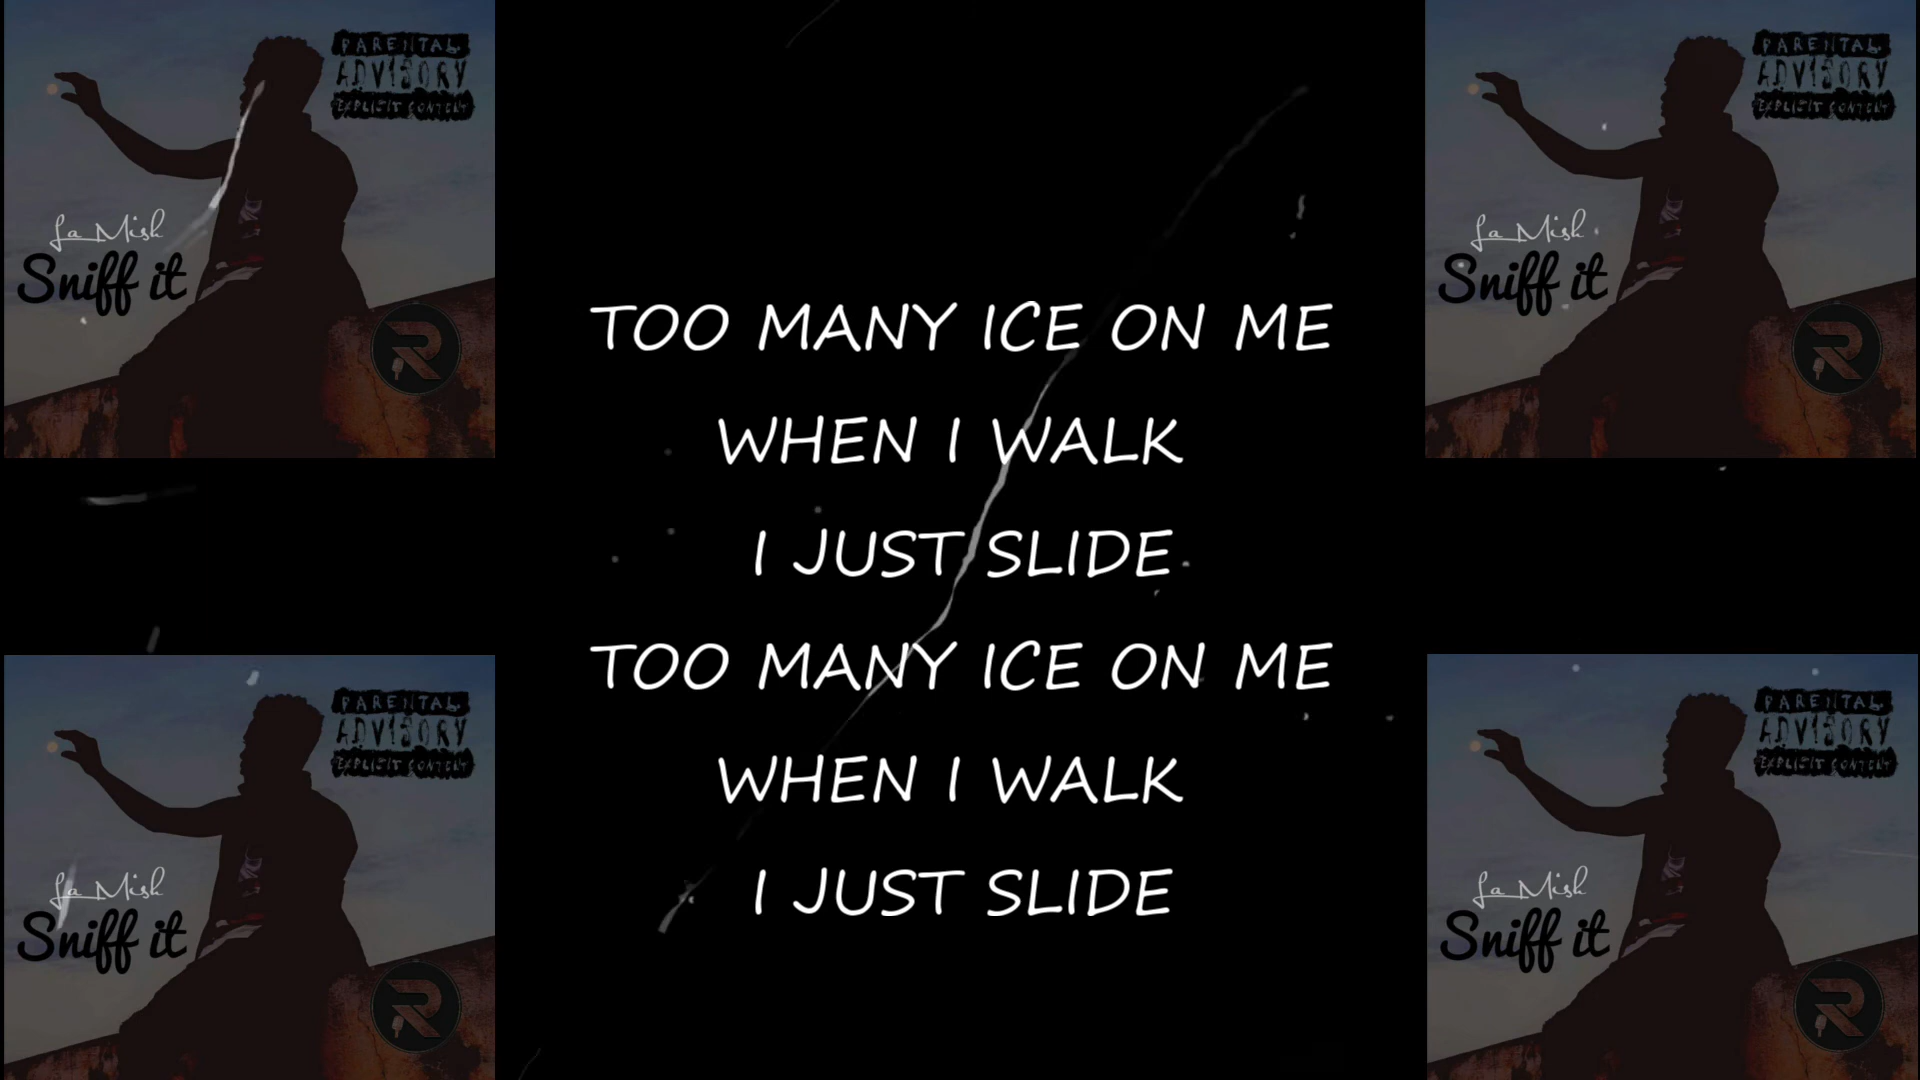 PARENTAL
ADVISORY
EXPLICIT CONTENT
La Mish
Sniff it
R
PARENTAL
ADVISORY
EXPLICIT CONTENT
La Mish
Sniff it
R
TOO MANY ICE ON ME
WHEN I WALK
I JUST SLIDE
TOO MANY ICE ON ME
WHEN I WALK
I JUST SLIDE
PARENTAL
ADVISORY
EXPLICIT CONTENT
La Mish
Sniff it
R
PARENTAL
ADVISORY
EXPLICIT CONTENT
La Mish
Sniff it
R